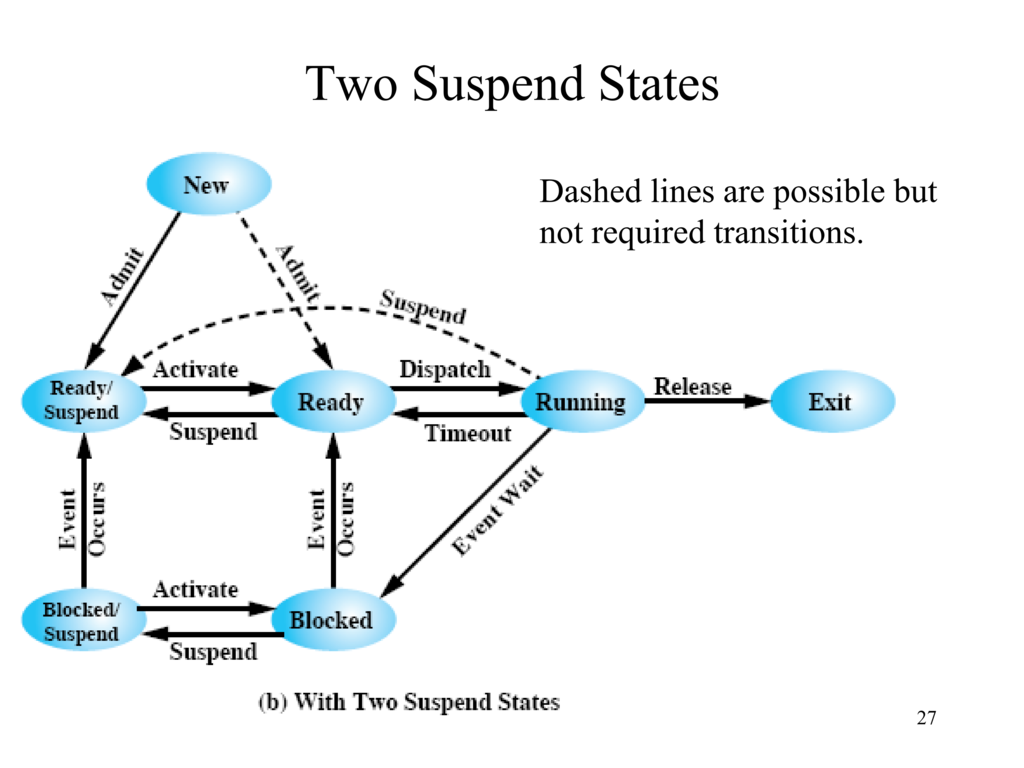 Two Suspend States
New
Dashed lines are possible but
not required transitions.
Admit
Admit
Suspend
Ready/
Suspend
Activate
Suspend
Ready
Dispatch
Timeout
Running
Release
Exit
Event
Occurs
Event
Occurs
Event Wait
Blocked/
Suspend
Activate
Suspend
Blocked
(b) With Two Suspend States
27